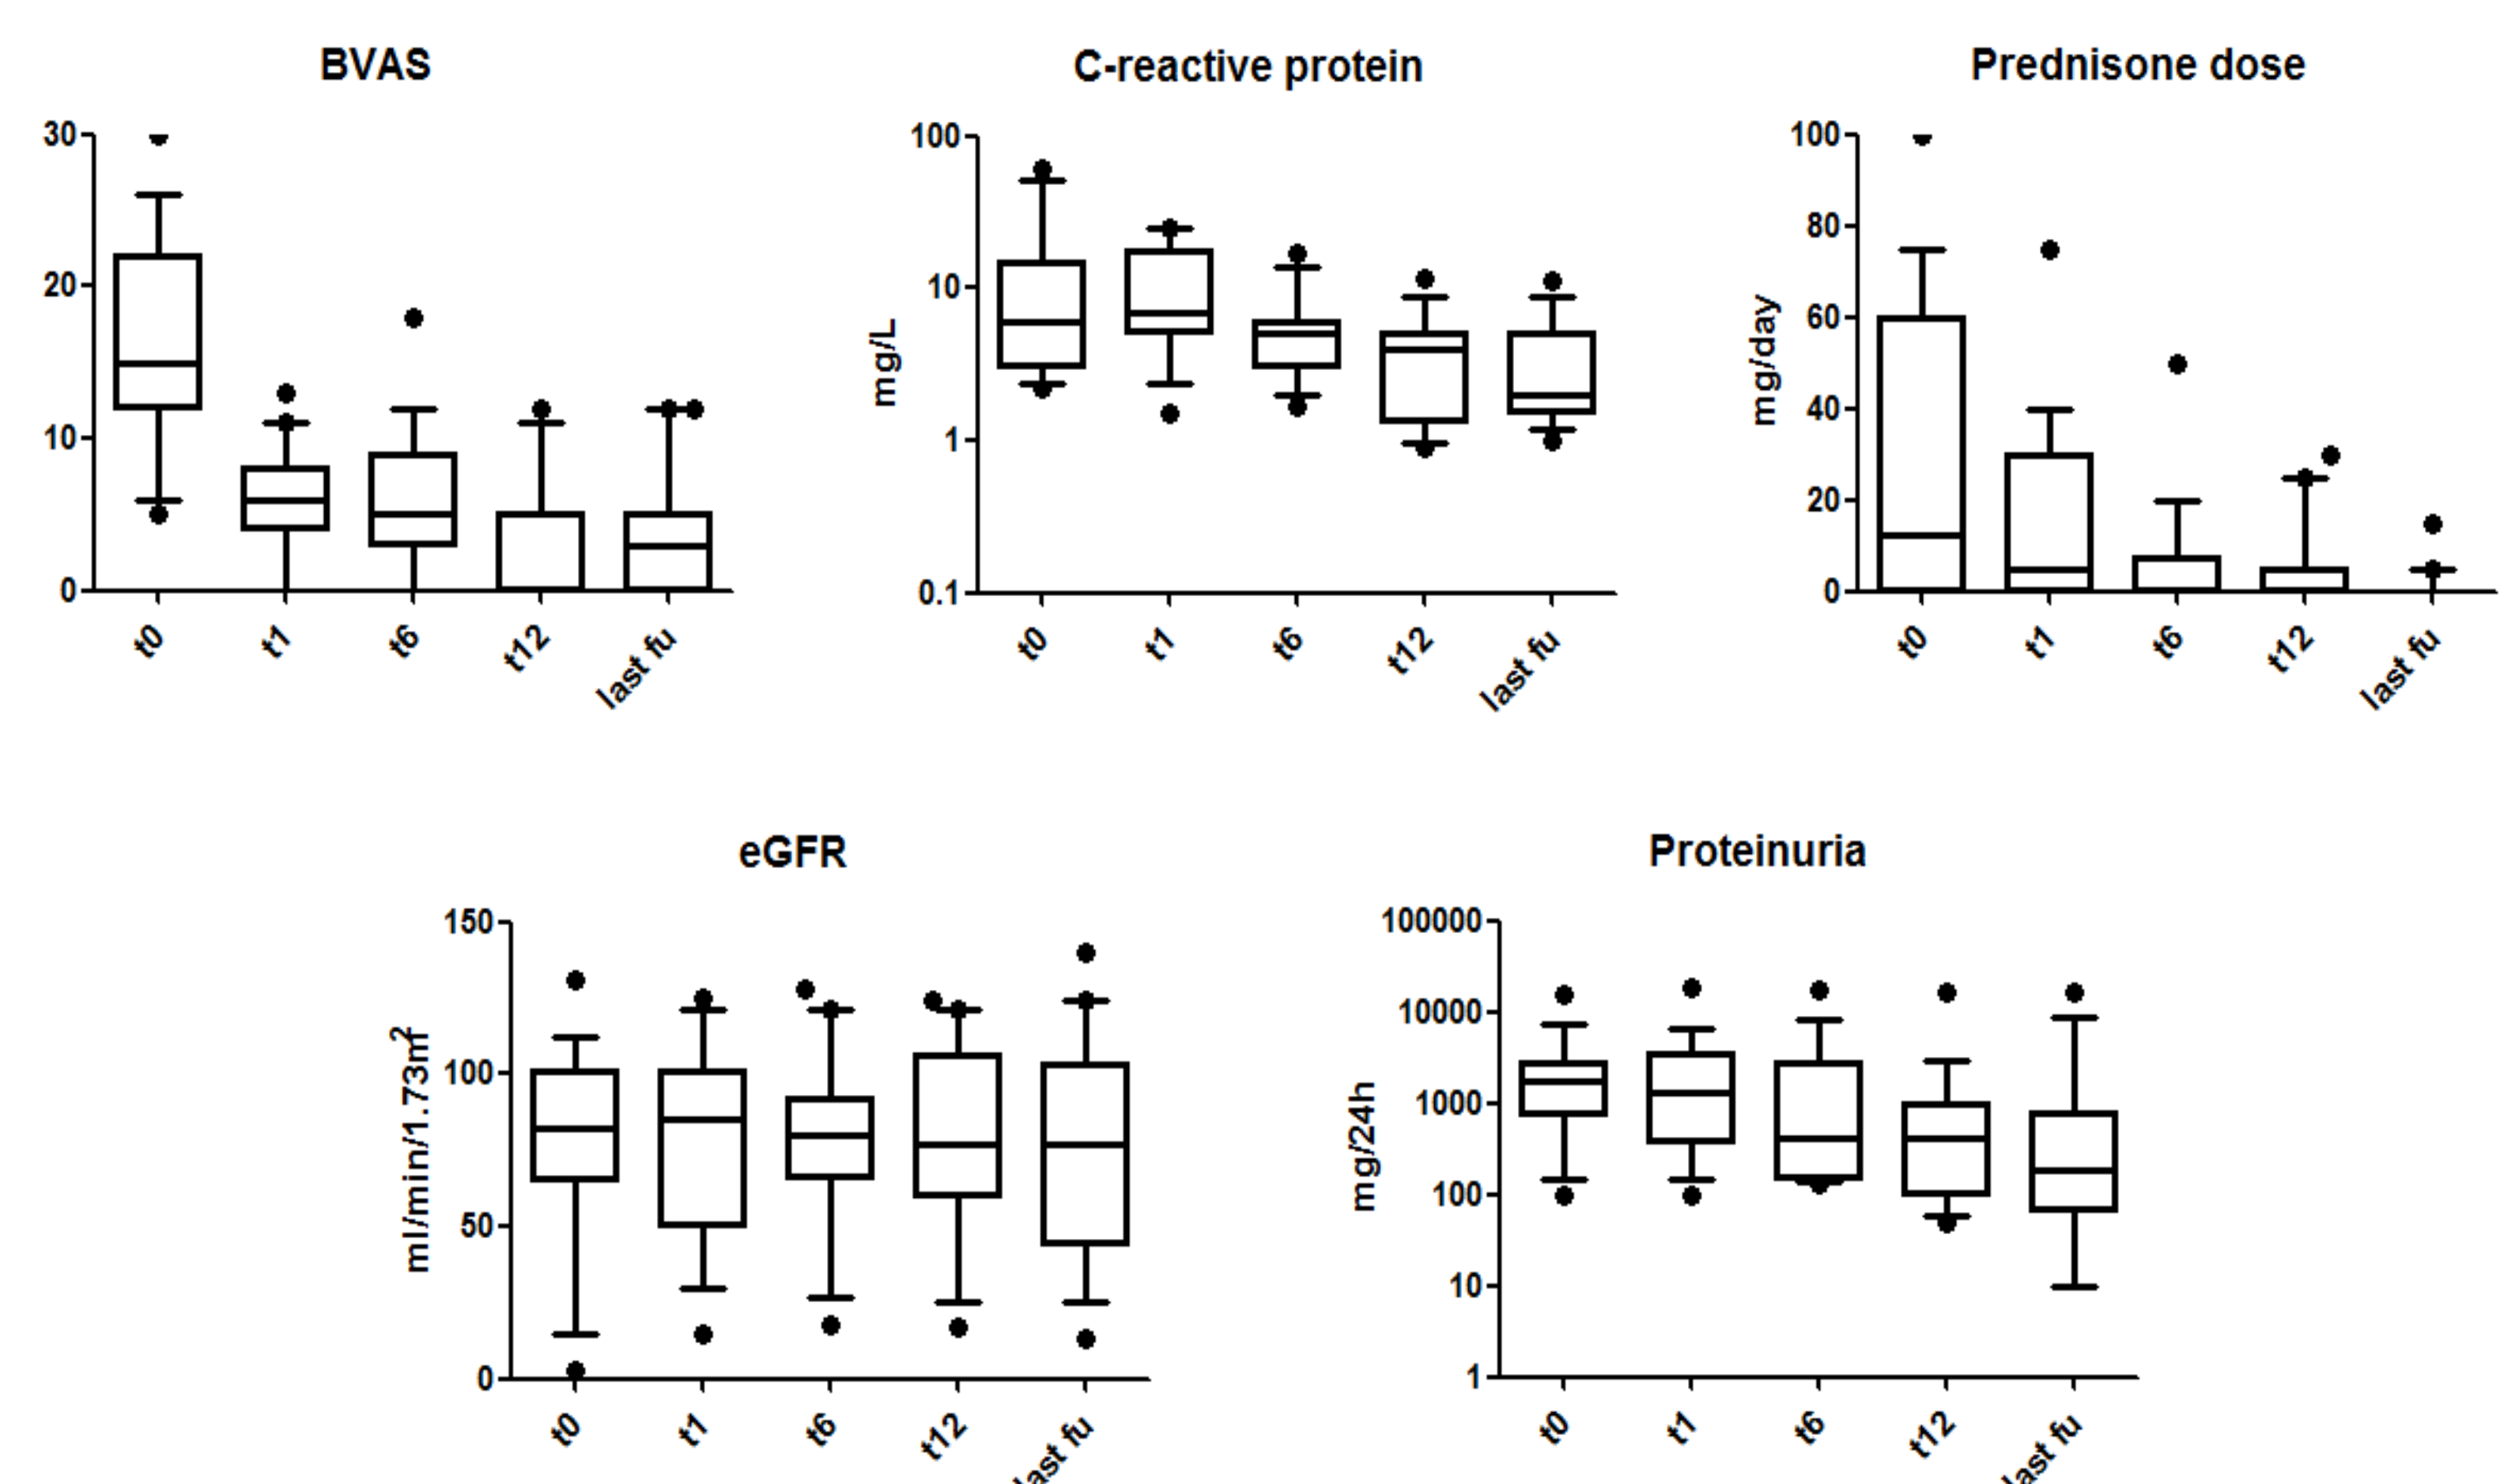 BVAS
30
20
10
0
t0
t1
t6
t12
last fu
C-reactive protein
mg/L
100
10
1
0.1
t0
t1
t6
t12
last fu
Prednisone dose
mg/day
100
80
60
40
20
0
t0
t1
t6
t12
last fu
eGFR
ml/min/1.73m²
150
100
50
0
t0
t1
t6
t12
last fu
Proteinuria
mg/24h
100000
10000
1000
100
10
1
t0
t1
t6
t12
last fu